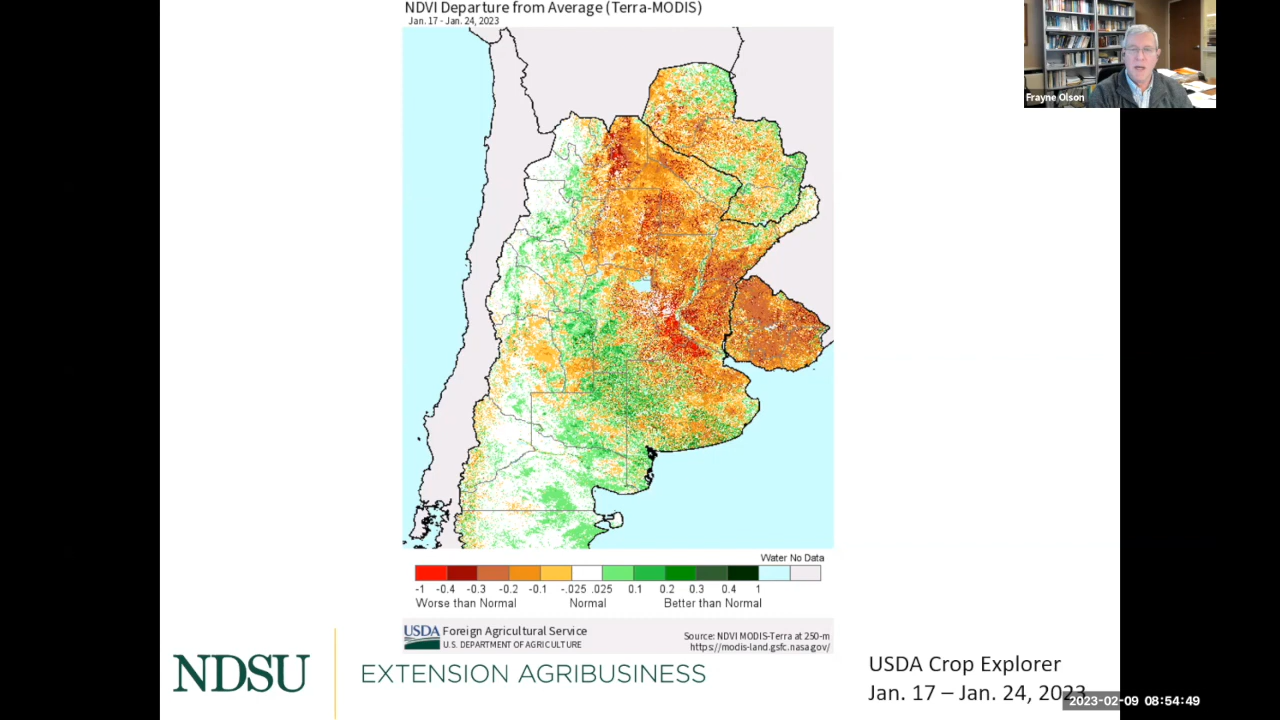 NDVI Departure from Average (Terra-MODIS)
Jan. 17 - Jan. 24, 2023
Frayne Olson
Water No Data
-1 -0.4 -0.3 -0.2 -0.1 -.025 .025 0.1 0.2 0.3 0.4 1
Worse than Normal Normal Better than Normal
USDA Foreign Agricultural Service
U.S. DEPARTMENT OF AGRICULTURE
Source: NDVI MODIS-Terra at 250-m
https://modis-land.gsfc.nasa.gov/
NDSU EXTENSION AGRIBUSINESS
USDA Crop Explorer
Jan. 17 – Jan. 24, 2023
2023-02-09 08:54:49